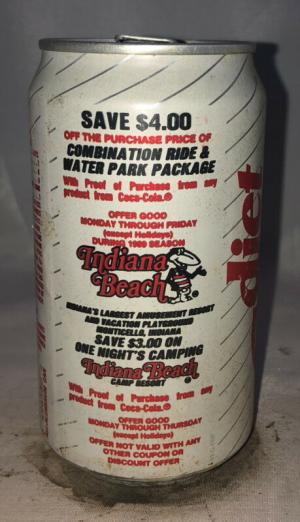 SAVE $4.00
OFF THE PURCHASE PRICE OF
COMBINATION RIDE &
WATER PARK PACKAGE
With Proof of Purchase from any
product from Coca-Cola.®
OFFER GOOD
MONDAY THROUGH FRIDAY
(except Holidays)
DURING 1989 SEASON
Indiana
Beach
INDIANA'S LARGEST AMUSEMENT RESORT
AND VACATION PLAYGROUND
MONTICELLO, INDIANA
SAVE $3.00 ON
ONE NIGHT'S CAMPING
Indiana Beach
CAMP RESORT
With Proof of Purchase from any
product from Coca-Cola.®
OFFER GOOD
MONDAY THROUGH THURSDAY
(except Holidays)
OFFER NOT VALID WITH ANY
OTHER COUPON OR
DISCOUNT OFFER
diet